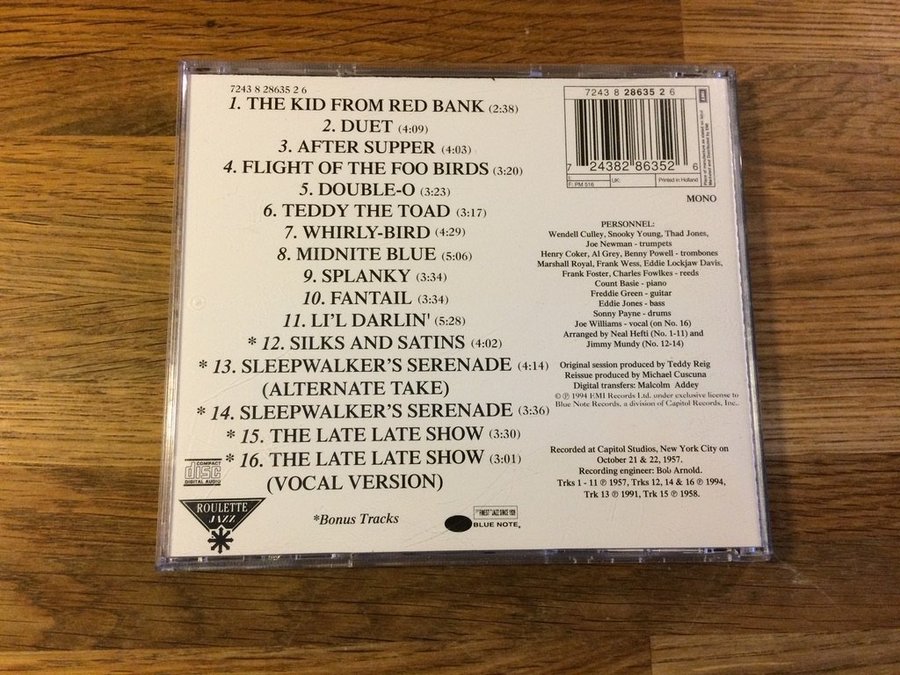 7243 8 28635 2 6
1. THE KID FROM RED BANK (2:38)
2. DUET (4:09)
3. AFTER SUPPER (4:03)
4. FLIGHT OF THE FOO BIRDS (3:20)
5. DOUBLE-O (3:23)
6. TEDDY THE TOAD (3:17)
7. WHIRLY-BIRD (4:29)
8. MIDNITE BLUE (5:06)
9. SPLANKY (3:34)
10. FANTAIL (3:34)
11. LI'L DARLIN' (5:28)
* 12. SILKS AND SATINS (4:02)
* 13. SLEEPWALKER'S SERENADE (4:14)
(ALTERNATE TAKE)
* 14. SLEEPWALKER'S SERENADE (3:36)
* 15. THE LATE LATE SHOW (3:30)
* 16. THE LATE LATE SHOW (3:01)
(VOCAL VERSION)
COMPACT
disc
DIGITAL AUDIO
ROULETTE
JAZZ
*Bonus Tracks
THE FINEST IN JAZZ SINCE 1939
BLUE NOTE
7243 8 28635 2 6
7 24382 86352 6
F: PM 516
UK:
Printed in Holland
EMI
MONO
PERSONNEL:
Wendell Culley, Snooky Young, Thad Jones,
Joe Newman - trumpets
Henry Coker, Al Grey, Benny Powell - trombones
Marshall Royal, Frank Wess, Eddie Lockjaw Davis,
Frank Foster, Charles Fowlkes - reeds
Count Basie - piano
Freddie Green - guitar
Eddie Jones - bass
Sonny Payne - drums
Joe Williams - vocal (on No. 16)
Arranged by Neal Hefti (No. 1-11) and
Jimmy Mundy (No. 12-14)
Original session produced by Teddy Reig
Reissue produced by Michael Cuscuna
Digital transfers: Malcolm Addey
© ℗ 1994 EMI Records Ltd. under exclusive license to
Blue Note Records, a division of Capitol Records, Inc..
Recorded at Capitol Studios, New York City on
October 21 & 22, 1957.
Recording engineer: Bob Arnold.
Trks 1 - 11 ℗ 1957, Trks 12, 14 & 16 ℗ 1994,
Trk 13 ℗ 1991, Trk 15 ℗ 1958.